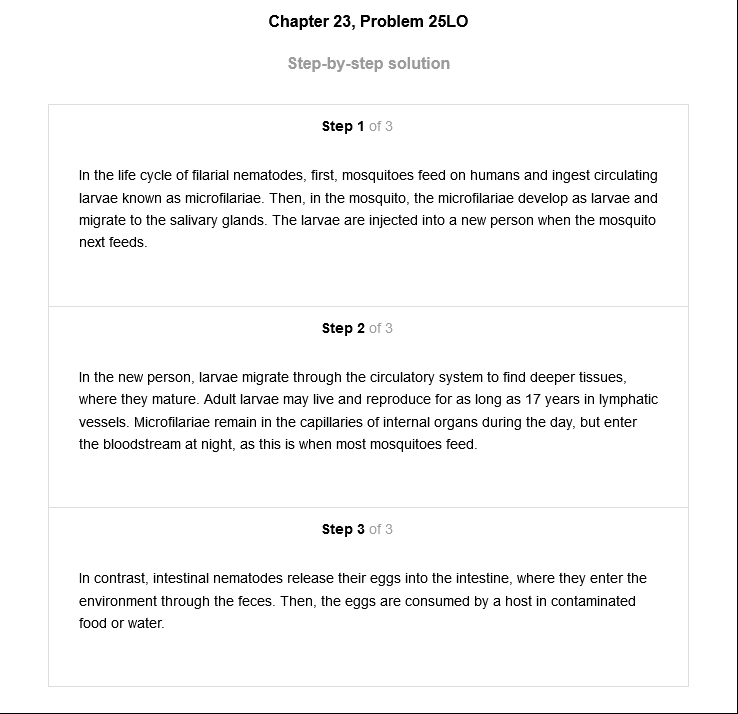 Chapter 23, Problem 25LO
Step-by-step solution
Step 1 of 3
In the life cycle of filarial nematodes, first, mosquitoes feed on humans and ingest circulating
larvae known as microfilariae. Then, in the mosquito, the microfilariae develop as larvae and
migrate to the salivary glands. The larvae are injected into a new person when the mosquito
next feeds.
Step 2 of 3
In the new person, larvae migrate through the circulatory system to find deeper tissues,
where they mature. Adult larvae may live and reproduce for as long as 17 years in lymphatic
vessels. Microfilariae remain in the capillaries of internal organs during the day, but enter
the bloodstream at night, as this is when most mosquitoes feed.
Step 3 of 3
In contrast, intestinal nematodes release their eggs into the intestine, where they enter the
environment through the feces. Then, the eggs are consumed by a host in contaminated
food or water.